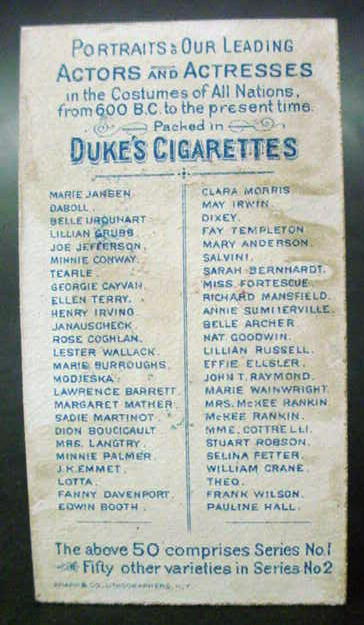 PORTRAITS OF OUR LEADING
ACTORS AND ACTRESSES
in the Costumes of All Nations,
from 600 B.C. to the present time.
Packed in
DUKE'S CIGARETTES
MARIE JANSEN.
DABOLL.
BELLE URQUHART.
LILLIAN GRUBB.
JOE JEFFERSON.
MINNIE CONWAY.
TEARLE.
GEORGIE CAYVAN.
ELLEN TERRY.
HENRY IRVING.
JANAUSCHECK.
ROSE COGHLAN.
LESTER WALLACK.
MARIE BURROUGHS.
MODJESKA.
LAWRENCE BARRETT.
MARGARET MATHER.
SADIE MARTINOT.
DION BOUCICAULT.
MRS. LANGTRY.
MINNIE PALMER.
J.K. EMMET.
LOTTA.
FANNY DAVENPORT.
EDWIN BOOTH.
CLARA MORRIS.
MAY IRWIN.
DIXEY.
FAY TEMPLETON
MARY ANDERSON.
SALVINI.
SARAH BERNHARDT.
MISS FORTESCUE.
RICHARD MANSFIELD.
ANNIE SUMMERVILLE.
BELLE ARCHER.
NAT GOODWIN.
LILLIAN RUSSELL.
EFFIE ELLSLER.
JOHN T. RAYMOND.
MARIE WAINWRIGHT.
MRS. McKEE RANKIN.
McKEE RANKIN.
MME. COTTRELLI.
STUART ROBSON.
SELINA FETTER.
WILLIAM CRANE.
THEO.
FRANK WILSON.
PAULINE HALL.
The above 50 comprises Series No. 1
Fifty other varieties in Series No 2
KNAPP & CO. LITHOGRAPHERS, N.Y.